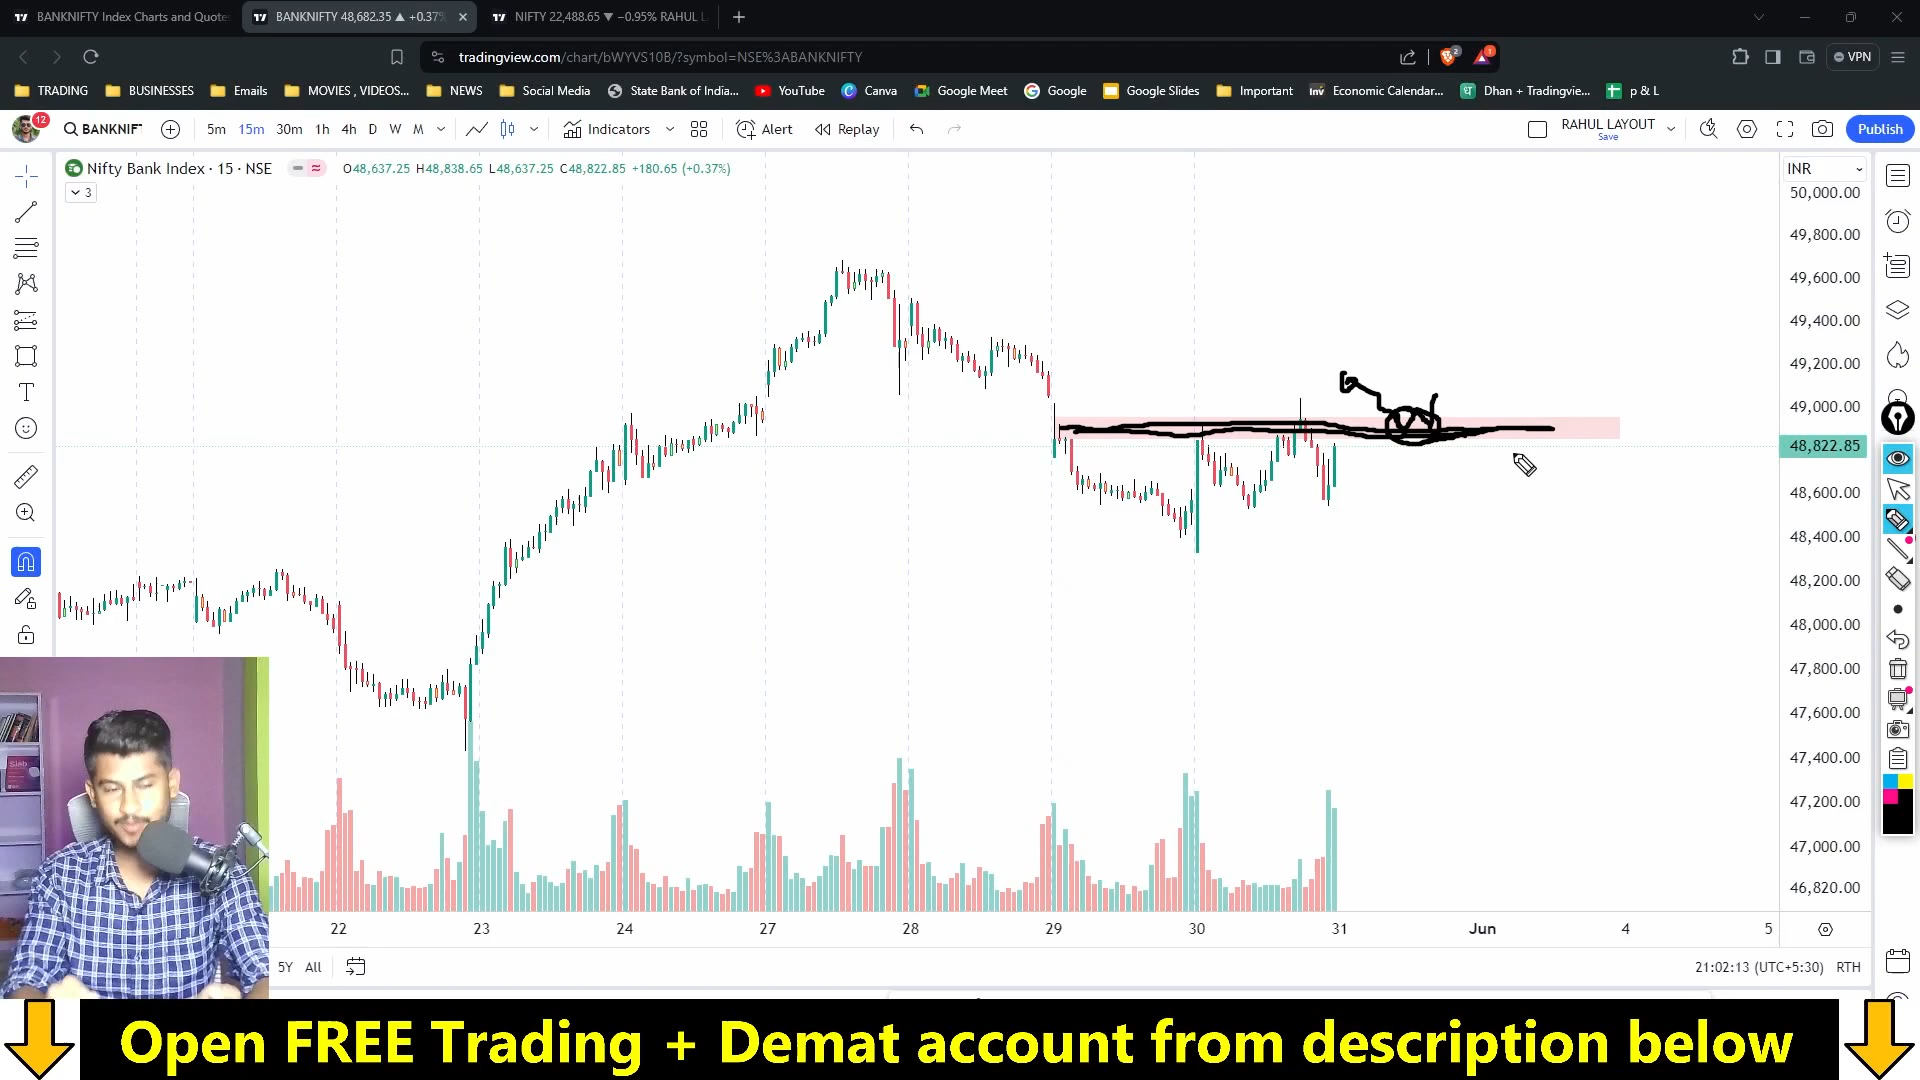 BANKNIFTY Index Charts and Quote
BANKNIFTY 48,682.35 ▲ +0.37%
NIFTY 22,488.65 ▼ −0.95% RAHUL L
tradingview.com/chart/bWYVS10B/?symbol=NSE%3ABANKNIFTY
2
1
VPN
TRADING
BUSINESSES
Emails
MOVIES , VIDEOS...
NEWS
Social Media
State Bank of India...
YouTube
Canva
Google Meet
Google
Google Slides
Important
Inv Economic Calendar...
Dhan + Tradingvie...
p & L
12
BANKNIFT
5m 15m 30m 1h 4h D W M
Indicators
Alert
Replay
RAHUL LAYOUT
Save
Publish
Nifty Bank Index · 15 · NSE
O48,637.25 H48,838.65 L48,637.25 C48,822.85 +180.65 (+0.37%)
3
INR
50,000.00
49,800.00
49,600.00
49,400.00
49,200.00
49,000.00
48,822.85
48,600.00
48,400.00
48,200.00
48,000.00
47,800.00
47,600.00
47,400.00
47,200.00
47,000.00
46,820.00
22 23 24 27 28 29 30 31 Jun 4 5
5Y All
21:02:13 (UTC+5:30) RTH
Open FREE Trading + Demat account from description below